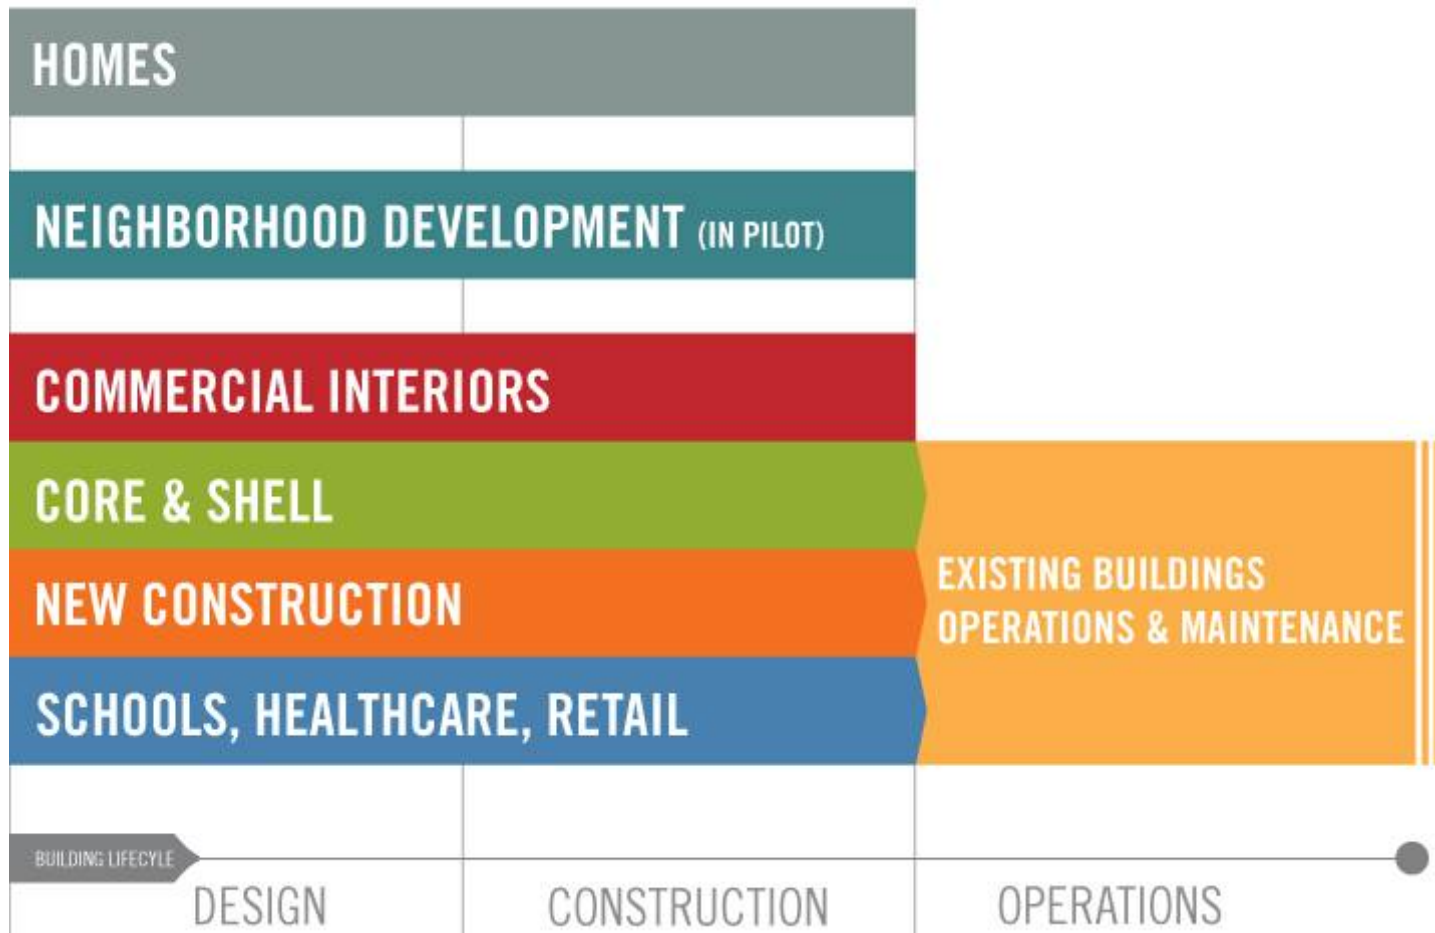 HOMES
NEIGHBORHOOD DEVELOPMENT (IN PILOT)
COMMERCIAL INTERIORS
CORE & SHELL
NEW CONSTRUCTION
SCHOOLS, HEALTHCARE, RETAIL
EXISTING BUILDINGS
OPERATIONS & MAINTENANCE
BUILDING LIFECYLE
DESIGN
CONSTRUCTION
OPERATIONS